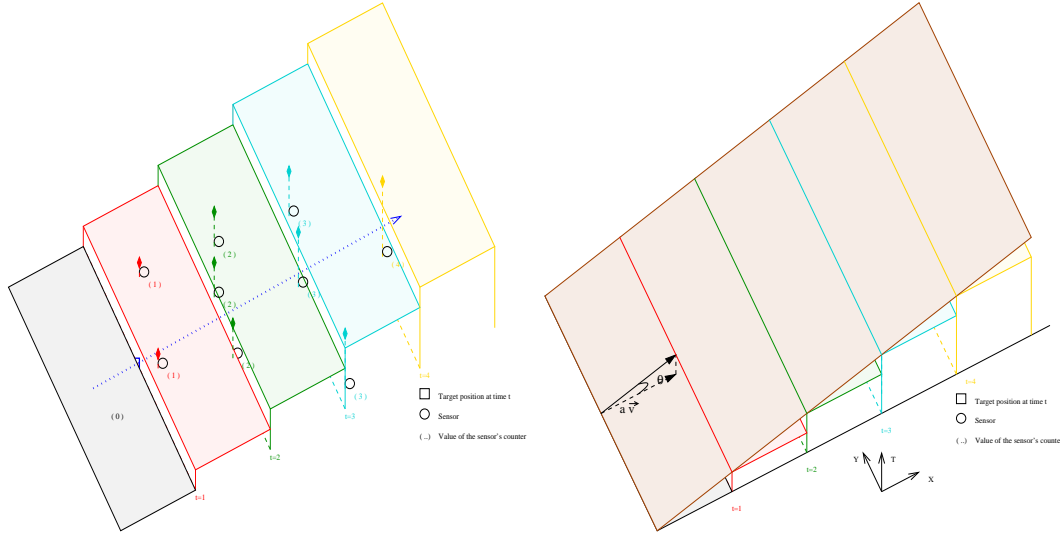 ( 3 )
( 2 )
( 1 )
( 2 )
( 3 )
( 2 )
( 1 )
( 3 )
( 0 )
t=4
t=3
t=2
t=1
Target position at time t
Sensor
( ..) Value of the sensor's counter
θ
a v
t=4
t=3
t=2
t=1
Y
T
X
Target position at time t
Sensor
( ..) Value of the sensor's counte